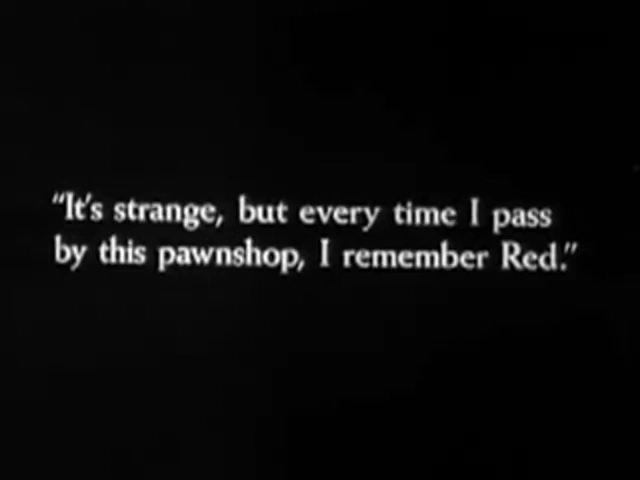 “It's strange, but every time I pass
by this pawnshop, I remember Red.”